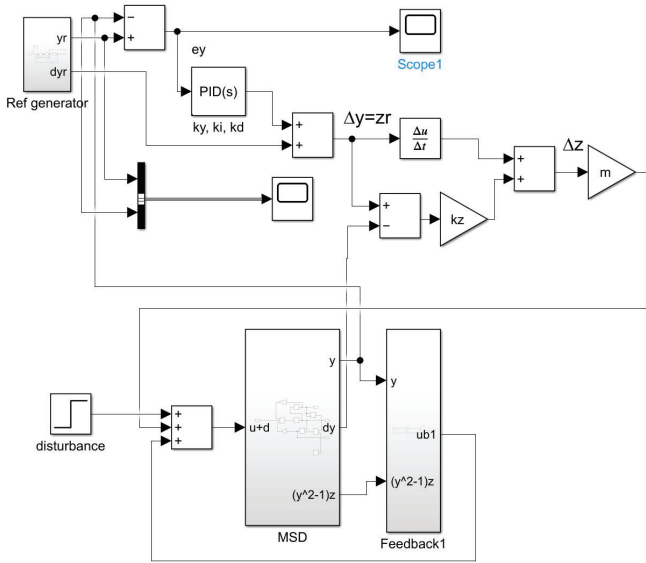 −
+
yr
dyr
Ref generator
ey
Scope1
PID(s)
ky, ki, kd
+
+
Δy=zr
Δu
Δt
+
+
Δz
m
+
−
kz
disturbance
+
+
+
u+d
y
dy
(y^2-1)z
MSD
y
ub1
(y^2-1)z
Feedback1